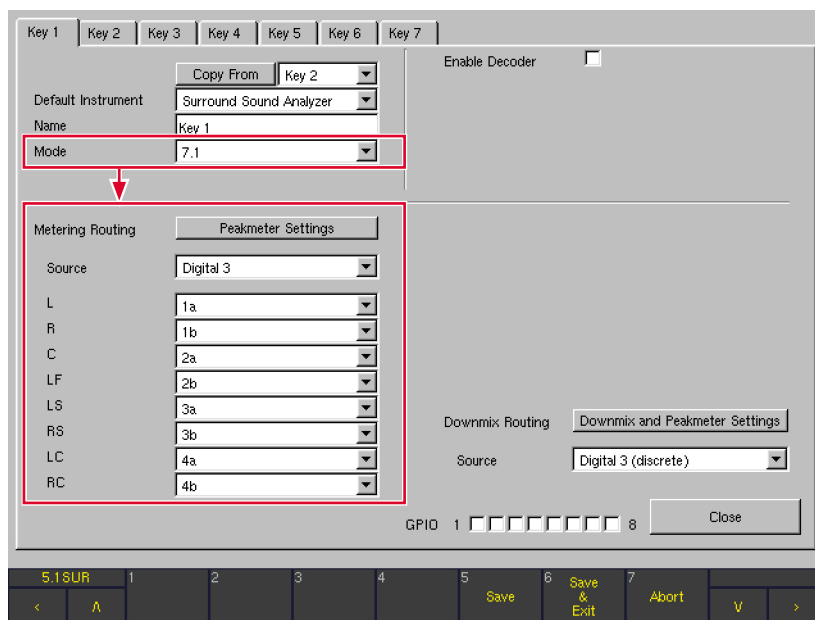 Key 1 Key 2 Key 3 Key 4 Key 5 Key 6 Key 7
Copy From Key 2
Default Instrument Surround Sound Analyzer
Name Key 1
Mode 7.1
Enable Decoder
Metering Routing Peakmeter Settings
Source Digital 3
L 1a
R 1b
C 2a
LF 2b
LS 3a
RS 3b
LC 4a
RC 4b
Downmix Routing Downmix and Peakmeter Settings
Source Digital 3 (discrete)
GPIO 1 8 Close
5.1SUR 1 2 3 4 5 Save 6 Save & Exit 7 Abort
< Λ V >